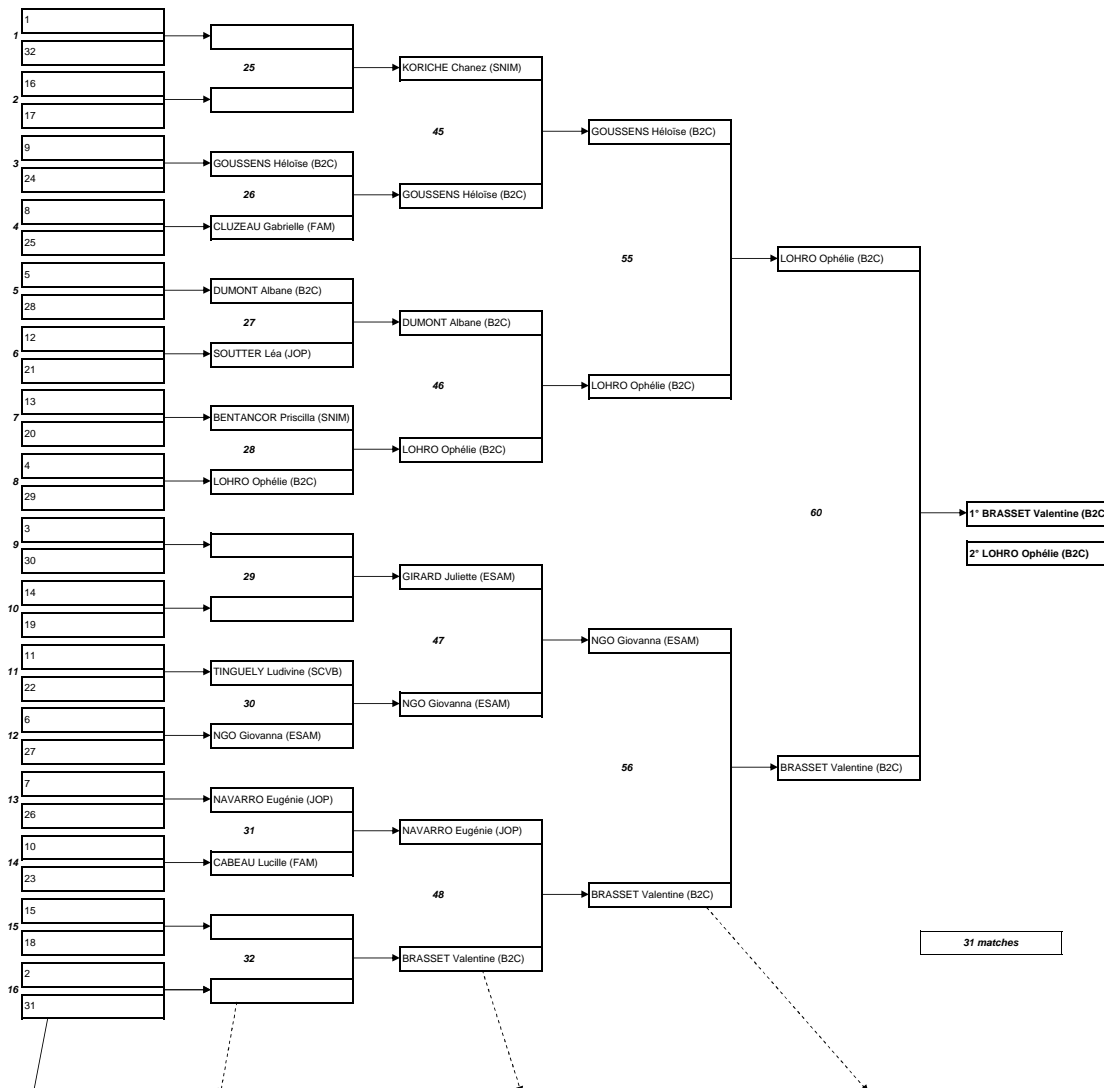 1
1
32
25
KORICHE Chanez (SNIM)
16
2
17
45
GOUSSENS Héloïse (B2C)
9
3
GOUSSENS Héloïse (B2C)
24
26
GOUSSENS Héloïse (B2C)
8
4
CLUZEAU Gabrielle (FAM)
25
55
LOHRO Ophélie (B2C)
5
5
DUMONT Albane (B2C)
28
27
DUMONT Albane (B2C)
12
6
SOUTTER Léa (JOP)
21
46
LOHRO Ophélie (B2C)
13
7
BENTANCOR Priscilla (SNIM)
20
28
LOHRO Ophélie (B2C)
4
8
LOHRO Ophélie (B2C)
29
60
1° BRASSET Valentine (B2C
2° LOHRO Ophélie (B2C)
3
9
30
29
GIRARD Juliette (ESAM)
14
10
19
47
NGO Giovanna (ESAM)
11
11
TINGUELY Ludivine (SCVB)
22
30
NGO Giovanna (ESAM)
6
12
NGO Giovanna (ESAM)
27
56
BRASSET Valentine (B2C)
7
13
NAVARRO Eugénie (JOP)
26
31
NAVARRO Eugénie (JOP)
10
14
CABEAU Lucille (FAM)
23
48
BRASSET Valentine (B2C)
15
15
18
32
BRASSET Valentine (B2C)
31 matches
2
16
31